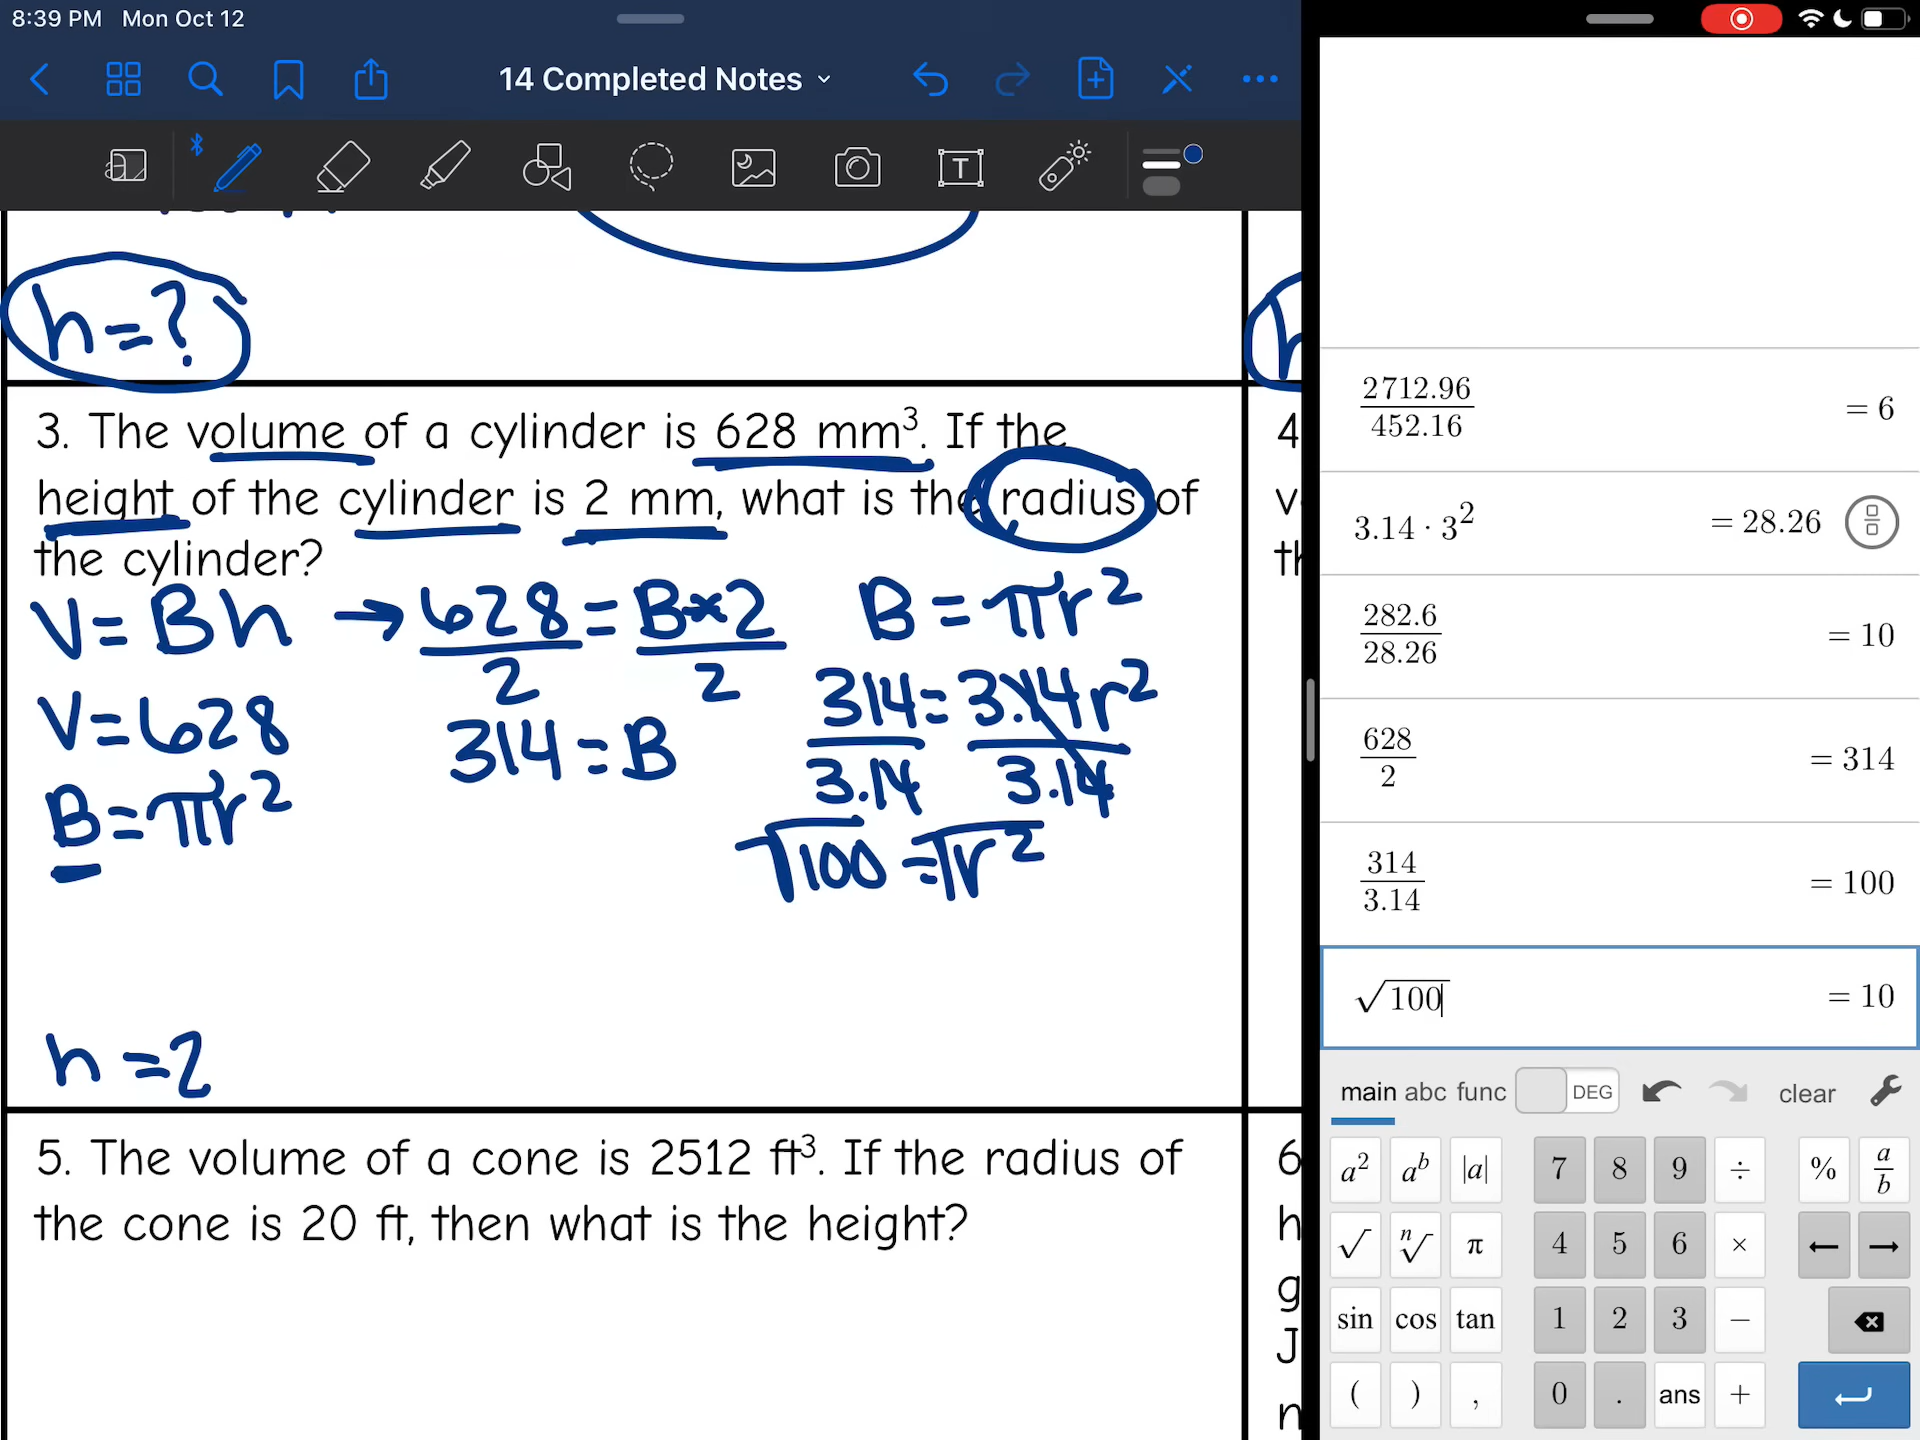 8:39 PM Mon Oct 12
14 Completed Notes
T
h=?
3. The volume of a cylinder is 628 mm³. If the
height of the cylinder is 2 mm, what is the radius of
the cylinder?
V=Bh → 628=B*2
2 2
V=628
314=B
B=πr²
h=2
B=πr²
314=3.14r²
3.14 3.14
√100=√r²
4
5. The volume of a cone is 2512 ft³. If the radius of
the cone is 20 ft, then what is the height?
6
h
g
J
2712.96
452.16
= 6
3.14 · 3² = 28.26
282.6
28.26
= 10
628
2
= 314
314
3.14
= 100
√100 = 10
main abc func DEG clear
a² aᵇ |a| 7 8 9 ÷ % a/b
√ ⁿ√ π 4 5 6 × ← →
sin cos tan 1 2 3 −
( ) , 0 . ans +